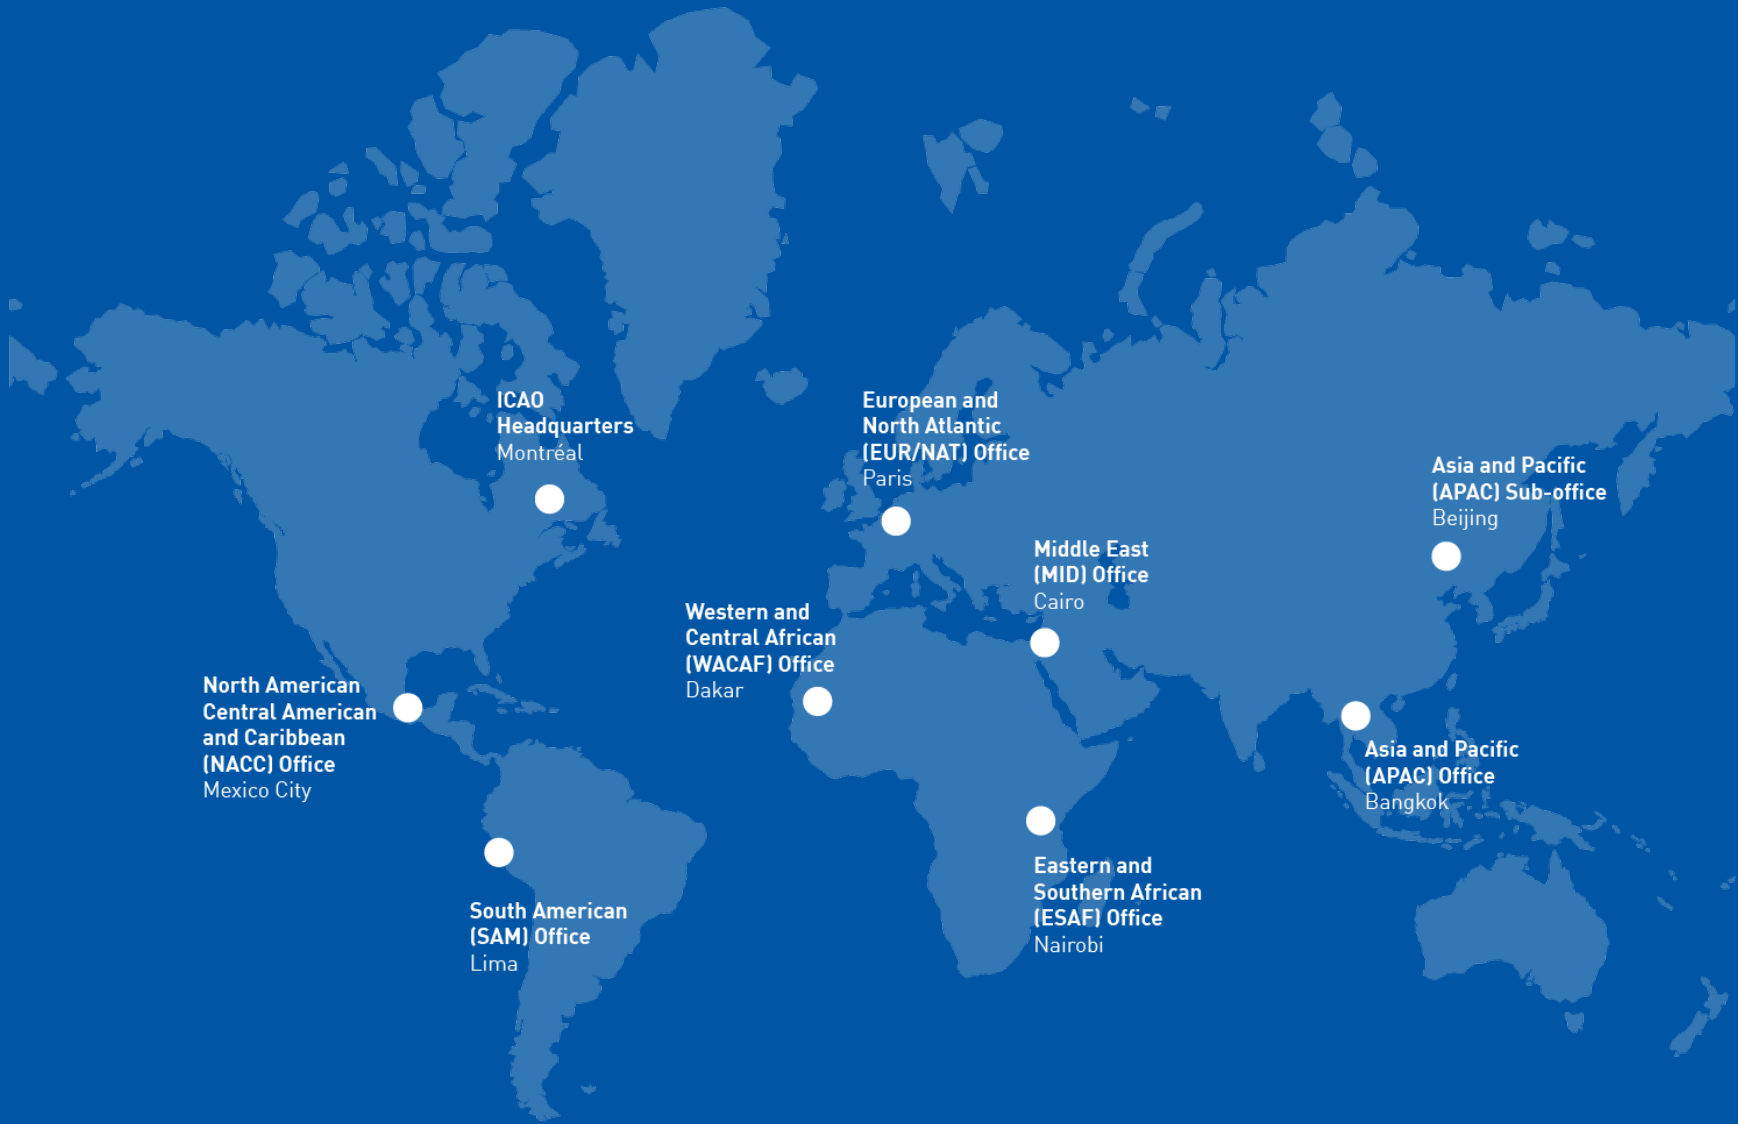 ICAO
Headquarters
Montréal
European and
North Atlantic
(EUR/NAT) Office
Paris
Asia and Pacific
(APAC) Sub-office
Beijing
Middle East
(MID) Office
Cairo
Western and
Central African
(WACAF) Office
Dakar
North American
Central American
and Caribbean
(NACC) Office
Mexico City
Asia and Pacific
(APAC) Office
Bangkok
Eastern and
Southern African
(ESAF) Office
Nairobi
South American
(SAM) Office
Lima